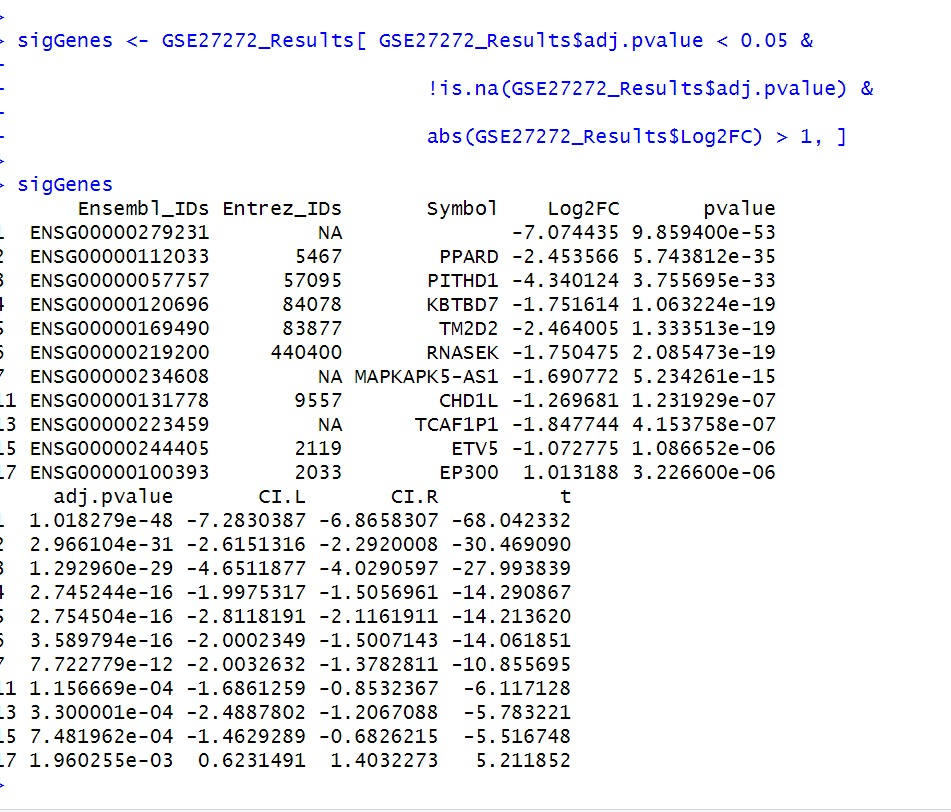 >
> sigGenes <- GSE27272_Results[ GSE27272_Results$adj.pvalue < 0.05 &
-
- !is.na(GSE27272_Results$adj.pvalue) &
-
- abs(GSE27272_Results$Log2FC) > 1, ]
>
> sigGenes
Ensembl_IDs Entrez_IDs Symbol Log2FC pvalue
1 ENSG00000279231 NA -7.074435 9.859400e-53
2 ENSG00000112033 5467 PPARD -2.453566 5.743812e-35
3 ENSG00000057757 57095 PITHD1 -4.340124 3.755695e-33
4 ENSG00000120696 84078 KBTBD7 -1.751614 1.063224e-19
5 ENSG00000169490 83877 TM2D2 -2.464005 1.333513e-19
6 ENSG00000219200 440400 RNASEK -1.750475 2.085473e-19
7 ENSG00000234608 NA MAPKAPK5-AS1 -1.690772 5.234261e-15
11 ENSG00000131778 9557 CHD1L -1.269681 1.231929e-07
13 ENSG00000223459 NA TCAF1P1 -1.847744 4.153758e-07
15 ENSG00000244405 2119 ETV5 -1.072775 1.086652e-06
17 ENSG00000100393 2033 EP300 1.013188 3.226600e-06
adj.pvalue CI.L CI.R t
1 1.018279e-48 -7.2830387 -6.8658307 -68.042332
2 2.966104e-31 -2.6151316 -2.2920008 -30.469090
3 1.292960e-29 -4.6511877 -4.0290597 -27.993839
4 2.745244e-16 -1.9975317 -1.5056961 -14.290867
5 2.754504e-16 -2.8118191 -2.1161911 -14.213620
6 3.589794e-16 -2.0002349 -1.5007143 -14.061851
7 7.722779e-12 -2.0032632 -1.3782811 -10.855695
11 1.156669e-04 -1.6861259 -0.8532367 -6.117128
13 3.300001e-04 -2.4887802 -1.2067088 -5.783221
15 7.481962e-04 -1.4629289 -0.6826215 -5.516748
17 1.960255e-03 0.6231491 1.4032273 5.211852
>